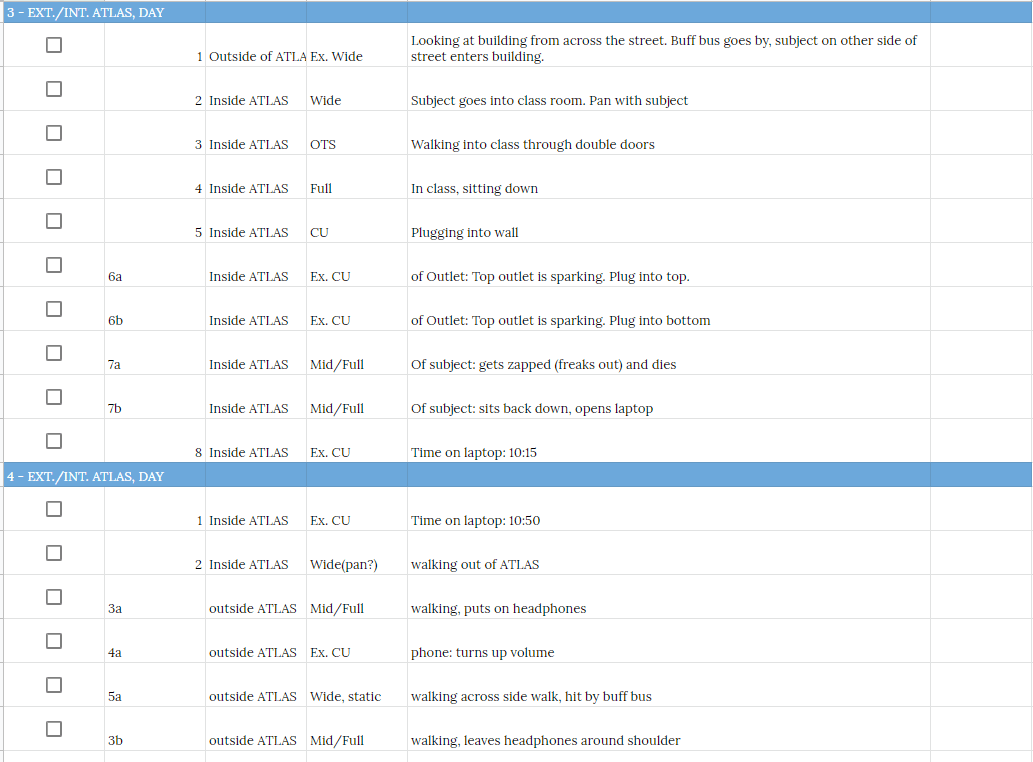 3 - EXT./INT. ATLAS, DAY
1 Outside of ATLA Ex. Wide Looking at building from across the street. Buff bus goes by, subject on other side of
street enters building.
2 Inside ATLAS Wide Subject goes into class room. Pan with subject
3 Inside ATLAS OTS Walking into class through double doors
4 Inside ATLAS Full In class, sitting down
5 Inside ATLAS CU Plugging into wall
6a Inside ATLAS Ex. CU of Outlet: Top outlet is sparking. Plug into top.
6b Inside ATLAS Ex. CU of Outlet: Top outlet is sparking. Plug into bottom
7a Inside ATLAS Mid/Full Of subject: gets zapped (freaks out) and dies
7b Inside ATLAS Mid/Full Of subject: sits back down, opens laptop
8 Inside ATLAS Ex. CU Time on laptop: 10:15
4 - EXT./INT. ATLAS, DAY
1 Inside ATLAS Ex. CU Time on laptop: 10:50
2 Inside ATLAS Wide(pan?) walking out of ATLAS
3a outside ATLAS Mid/Full walking, puts on headphones
4a outside ATLAS Ex. CU phone: turns up volume
5a outside ATLAS Wide, static walking across side walk, hit by buff bus
3b outside ATLAS Mid/Full walking, leaves headphones around shoulder